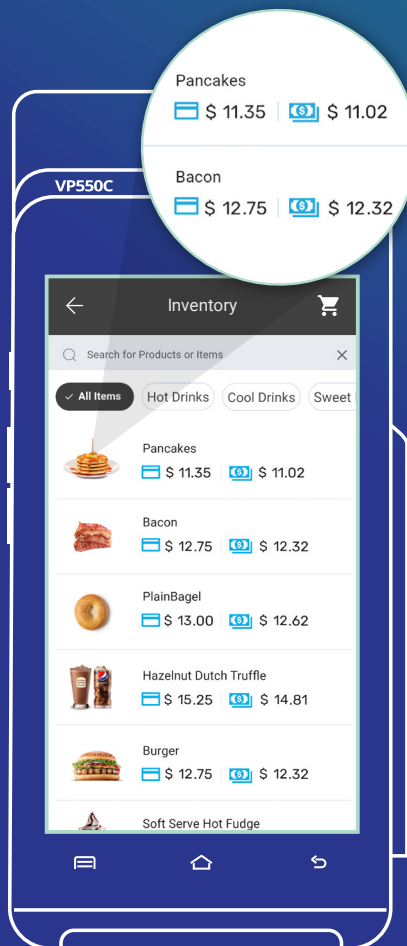 Pancakes
$ 11.35 $ 11.02
Bacon
$ 12.75 $ 12.32
VP550C
Inventory
Search for Products or Items
All Items Hot Drinks Cool Drinks Sweet
Pancakes
$ 11.35 $ 11.02
Bacon
$ 12.75 $ 12.32
PlainBagel
$ 13.00 $ 12.62
Hazelnut Dutch Truffle
$ 15.25 $ 14.81
Burger
$ 12.75 $ 12.32
Soft Serve Hot Fudge